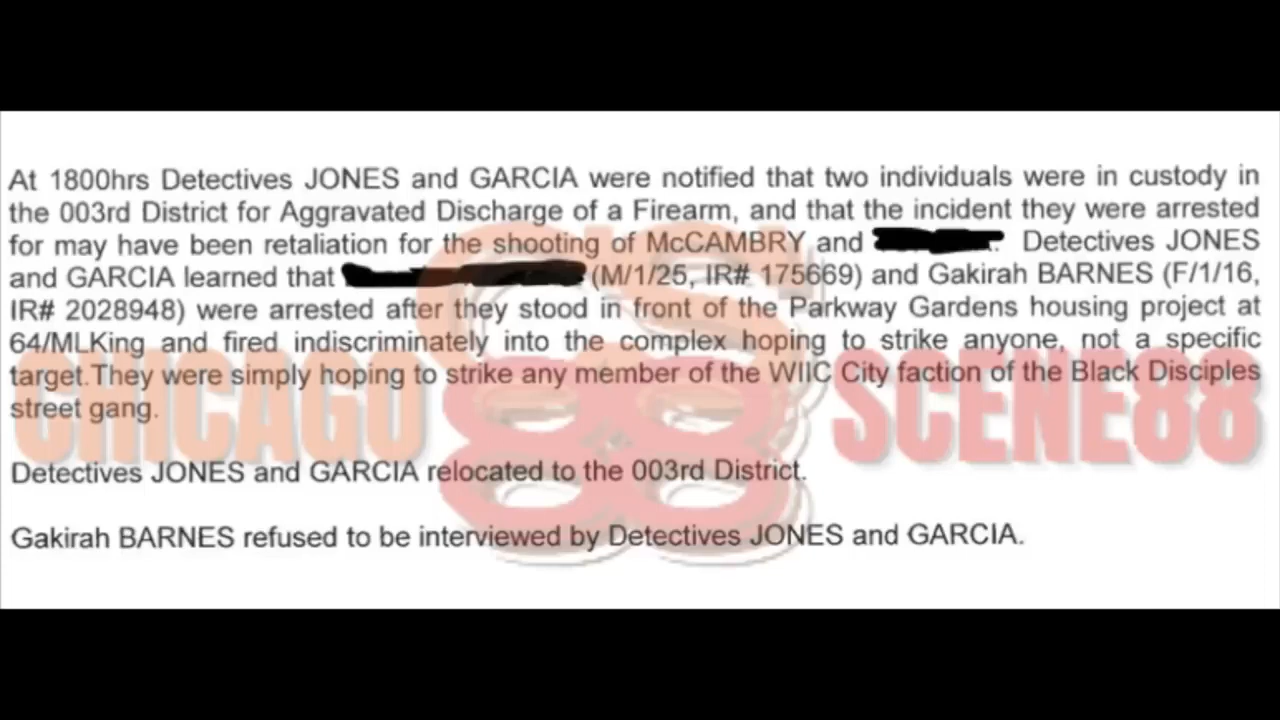 At 1800hrs Detectives JONES and GARCIA were notified that two individuals were in custody in
the 003rd District for Aggravated Discharge of a Firearm, and that the incident they were arrested
for may have been retaliation for the shooting of McCAMBRY and . Detectives JONES
and GARCIA learned that (M/1/25, IR# 175669) and Gakirah BARNES (F/1/16,
IR# 2028948) were arrested after they stood in front of the Parkway Gardens housing project at
64/MLKing and fired indiscriminately into the complex hoping to strike anyone, not a specific
target.They were simply hoping to strike any member of the WIIC City faction of the Black Disciples
street gang.
CHICAGO SCENE88
Detectives JONES and GARCIA relocated to the 003rd District.
Gakirah BARNES refused to be interviewed by Detectives JONES and GARCIA.